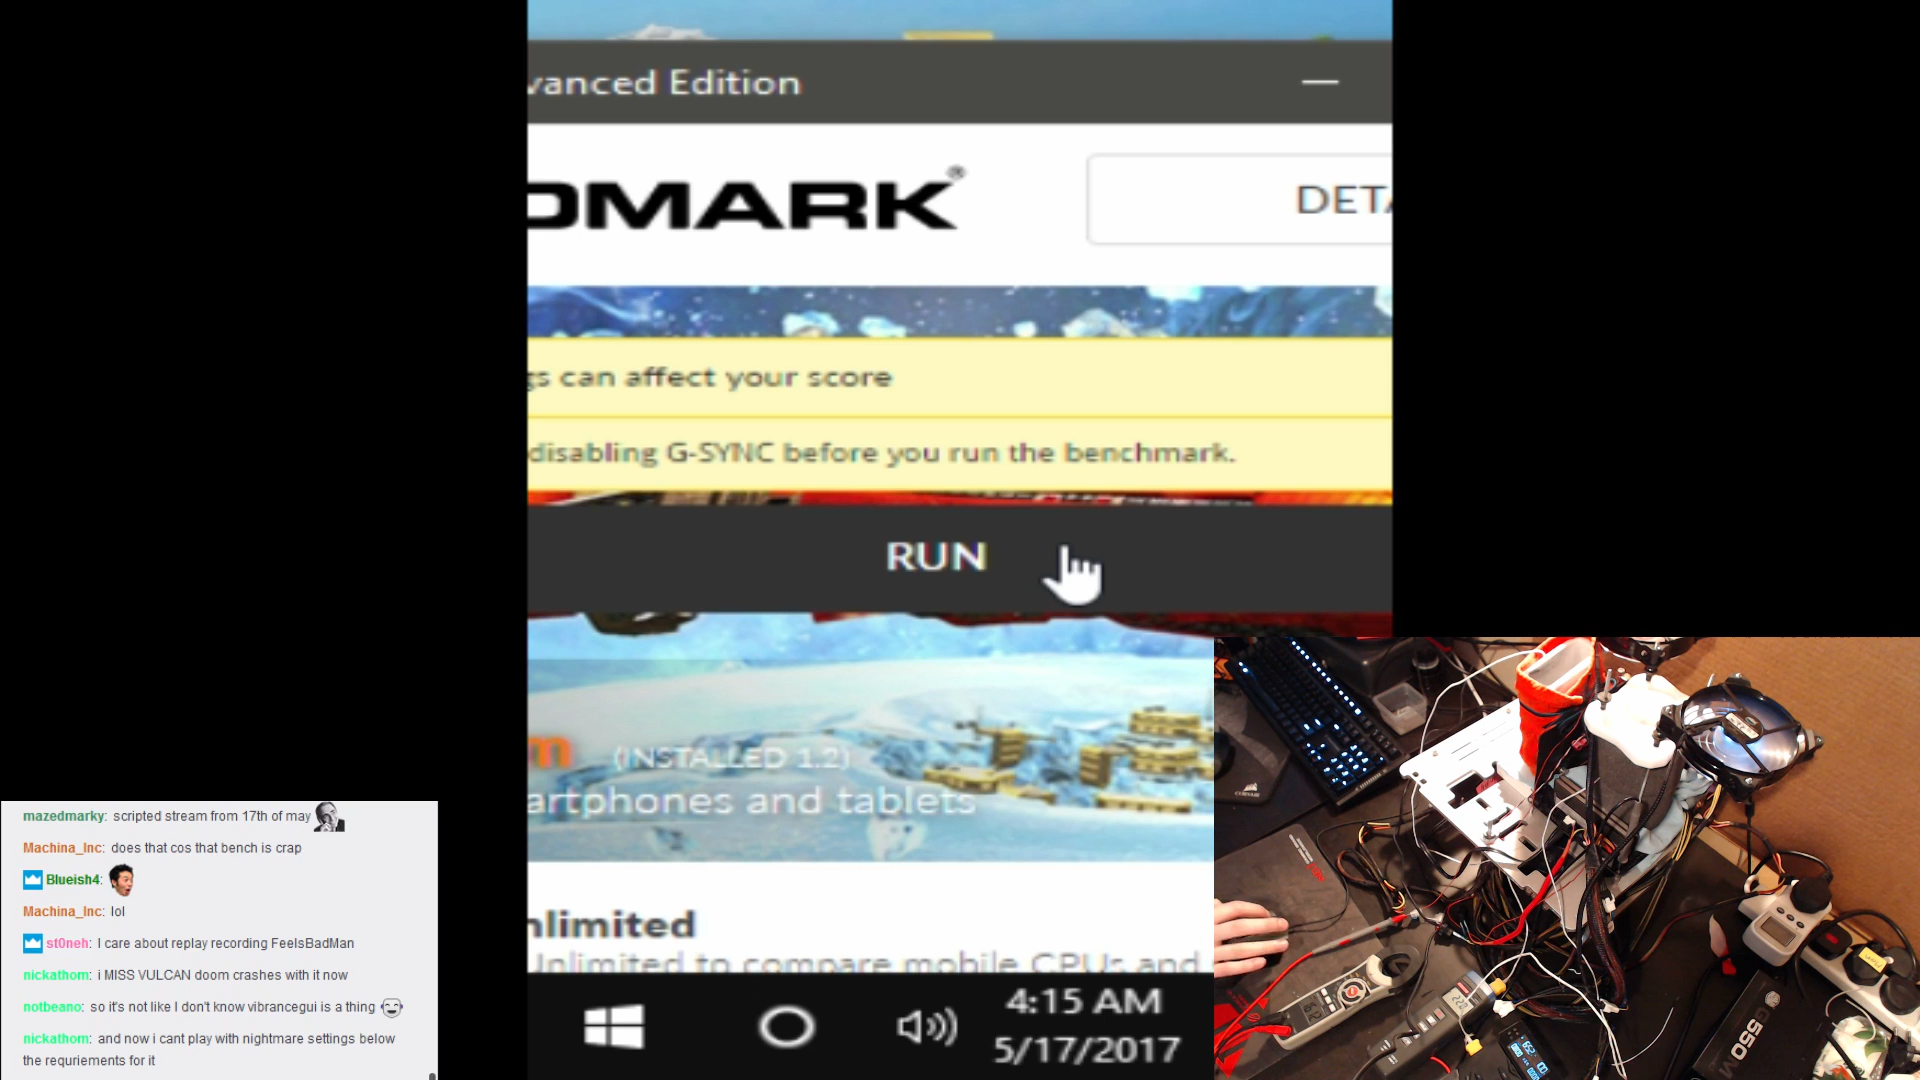 vanced Edition
DMARK®
DETA
gs can affect your score
disabling G-SYNC before you run the benchmark.
RUN
m (INSTALLED 1.2)
artphones and tablets
nlimited
Unlimited to compare mobile CPUs and
4:15 AM
5/17/2017
mazedmarky: scripted stream from 17th of may
Machina_Inc: does that cos that bench is crap
Blueish4:
Machina_Inc: lol
st0neh: I care about replay recording FeelsBadMan
nickathom: i MISS VULCAN doom crashes with it now
notbeano: so it's not like I don't know vibrancegui is a thing
nickathom: and now i cant play with nightmare settings below
the requriements for it
G550